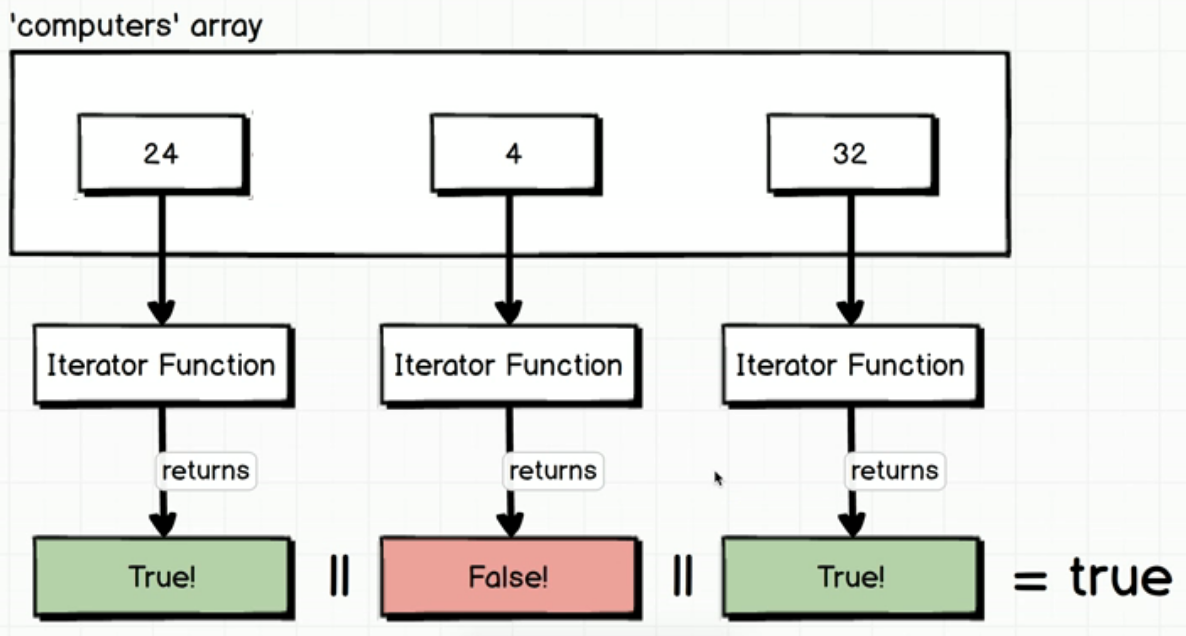 'computers' array
24 4 32
Iterator Function Iterator Function Iterator Function
returns returns returns
True! || False! || True! = true